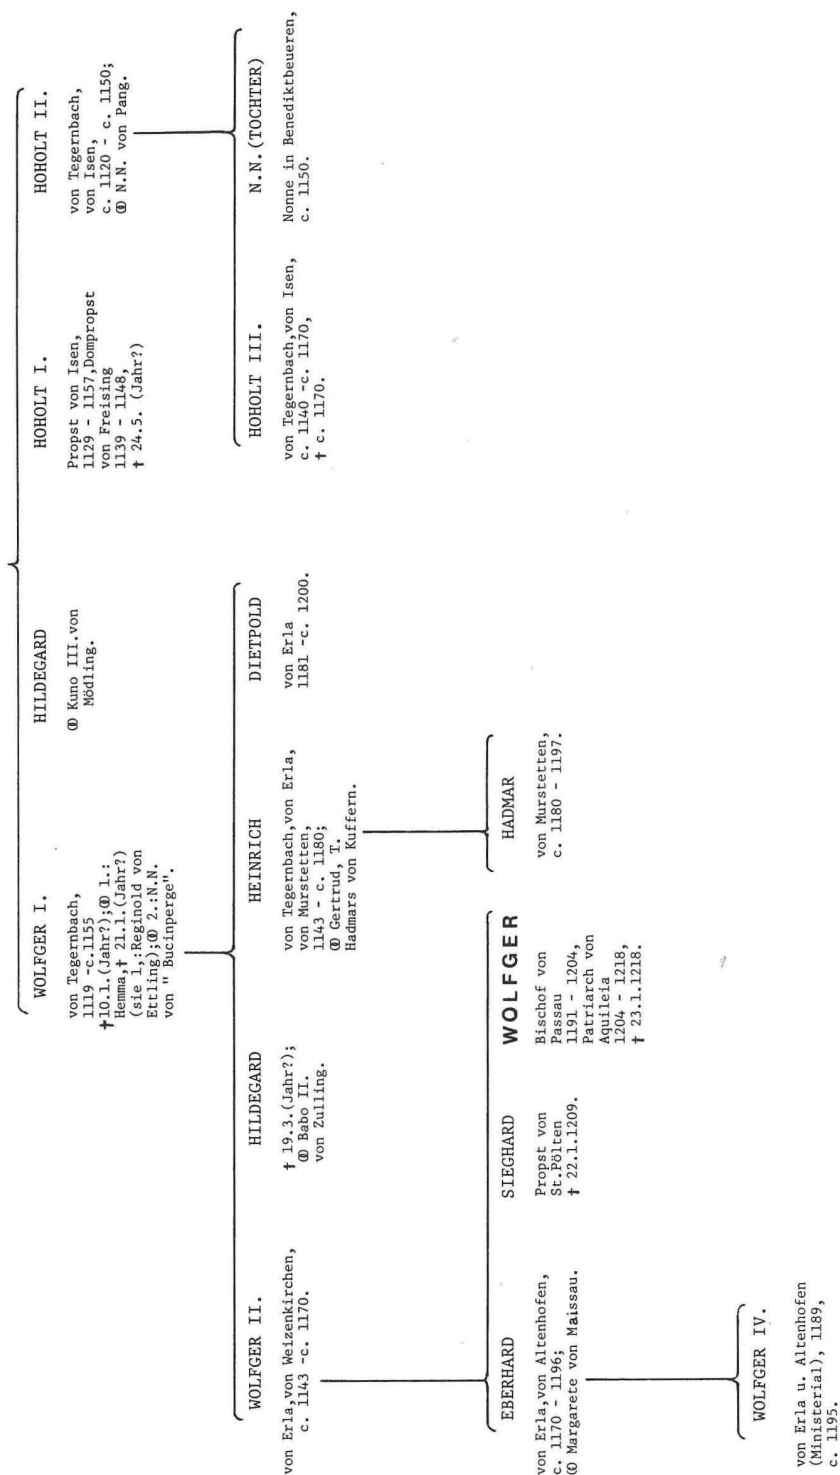 WOLFGER I.
von Tegernbach,
1119 -c.1155
†10.1.(Jahr?);⚭ 1.:
Hemma,† 21.1.(Jahr?)
(sie 1,:Reginold von
Ettling);⚭ 2.:N.N.
von " Bucinperge".
HILDEGARD
⚭ Kuno III.von
Mödling.
HOHOLT I.
Propst von Isen,
1129 - 1157,Dompropst
von Freising
1139 - 1148,
† 24.5. (Jahr?)
HOHOLT II.
von Tegernbach,
von Isen,
c. 1120 - c. 1150;
⚭ N.N. von Pang.
WOLFGER II.
von Erla,von Weizenkirchen,
c. 1143 -c. 1170.
HILDEGARD
† 19.3.(Jahr?);
⚭ Babo II.
von Zulling.
HEINRICH
von Tegernbach,von Erla,
von Murstetten,
1143 - c. 1180;
⚭ Gertrud, T.
Hadmars von Kuffern.
DIETPOLD
von Erla
1181 -c. 1200.
HOHOLT III.
von Tegernbach,von Isen,
c. 1140 -c. 1170,
† c. 1170.
N.N.(TOCHTER)
Nonne in Benediktbeueren,
c. 1150.
EBERHARD
von Erla,von Altenhofen,
c. 1170 - 1196;
⚭ Margarete von Maissau.
SIEGHARD
Propst von
St.Pölten
† 22.1.1209.
WOLFGER
Bischof von
Passau
1191 - 1204,
Patriarch von
Aquileia
1204 - 1218,
† 23.1.1218.
HADMAR
von Murstetten,
c. 1180 - 1197.
WOLFGER IV.
von Erla u. Altenhofen
(Ministerial), 1189,
c. 1195.